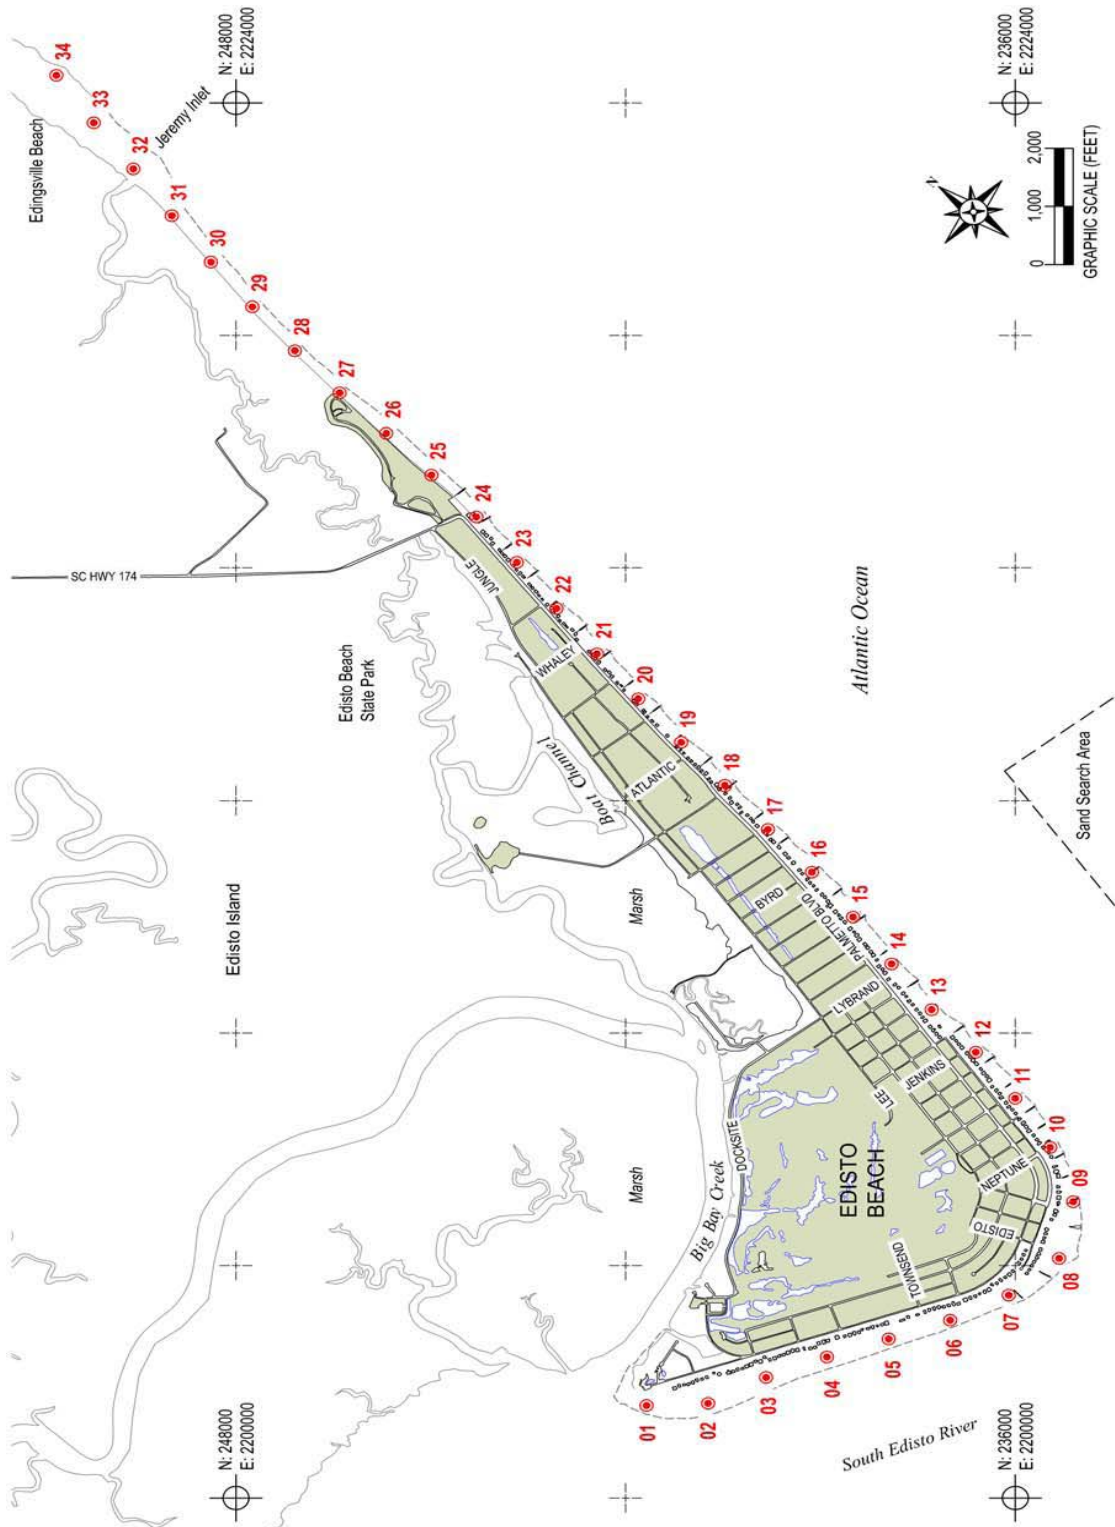 34
33
32
31
30
29
28
27
26
25
24
23
22
21
20
19
18
17
16
15
14
13
12
11
10
09
08
07
06
05
04
03
02
01
Edingsville Beach
Jeremy Inlet
N: 248000
E: 2224000
N: 236000
E: 2224000
N
0 1,000 2,000
GRAPHIC SCALE (FEET)
SC HWY 174
JUNGLE
WHALEY
Edisto Beach
State Park
Boat Channel
ATLANTIC
Atlantic Ocean
Sand Search Area
Edisto Island
Marsh
BYRD
PALMETTO BLVD
LYBRAND
JENKINS
LEE
DOCKSITE
Marsh
Big Bay Creek
EDISTO
BEACH
NEPTUNE
EDISTO
TOWNSEND
South Edisto River
N: 248000
E: 2200000
N: 236000
E: 2200000